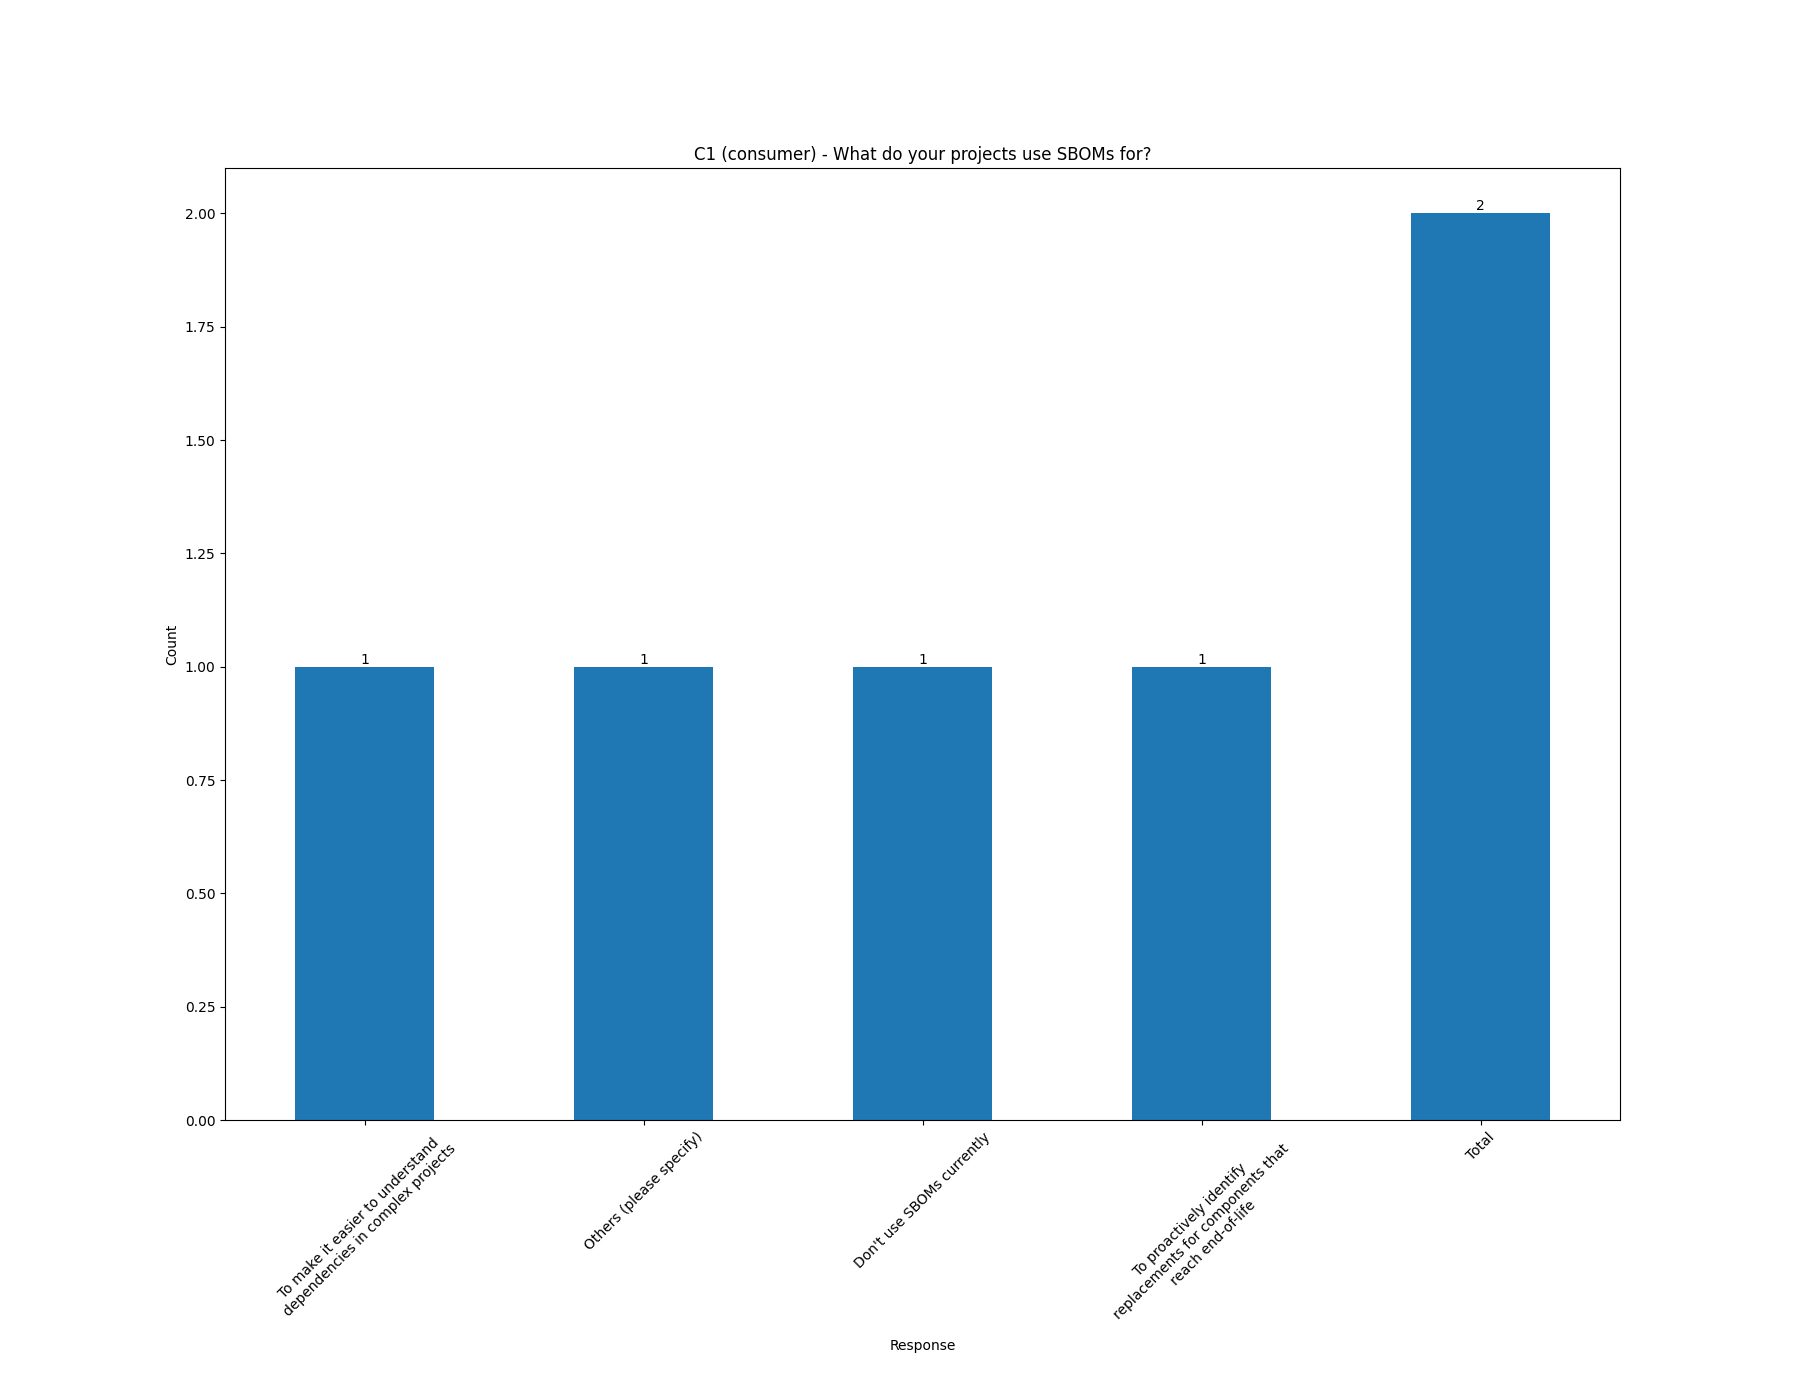 C1 (consumer) - What do your projects use SBOMs for?
2.00
1.75
1.50
1.25
1.00
0.75
0.50
0.25
0.00
Count
1
1
1
1
2
To make it easier to understand
dependencies in complex projects
Others (please specify)
Don't use SBOMs currently
To proactively identify
replacements for components that
reach end-of-life
Total
Response